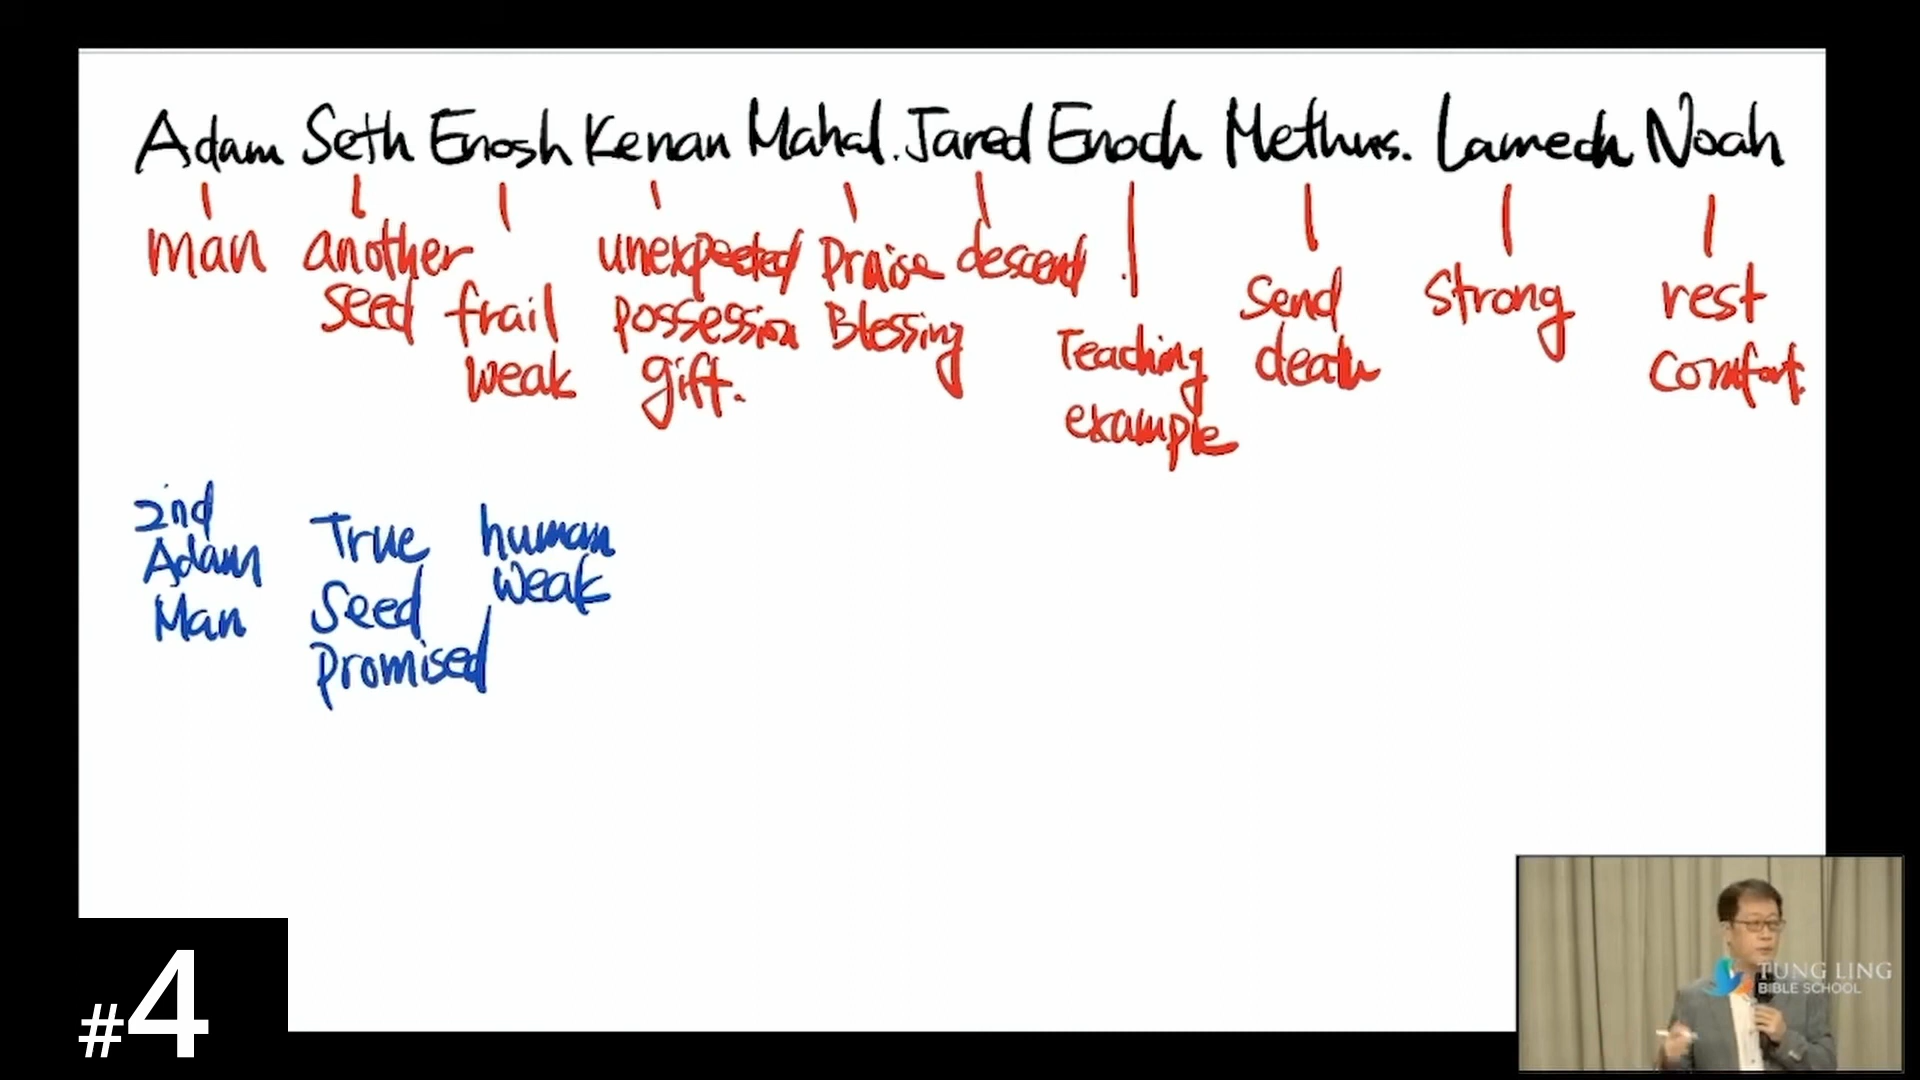 Adam Seth Enosh Kenan Mahal. Jared Enoch Methus. Lamech Noah
man
another
seed
frail
weak
unexpected
possession
gift.
Praise
Blessing
descend
Teaching
example
send
death
strong
rest
comfort.
2nd
Adam
Man
True
Seed
Promised
human
weak
#4
TUNG LING
BIBLE SCHOOL